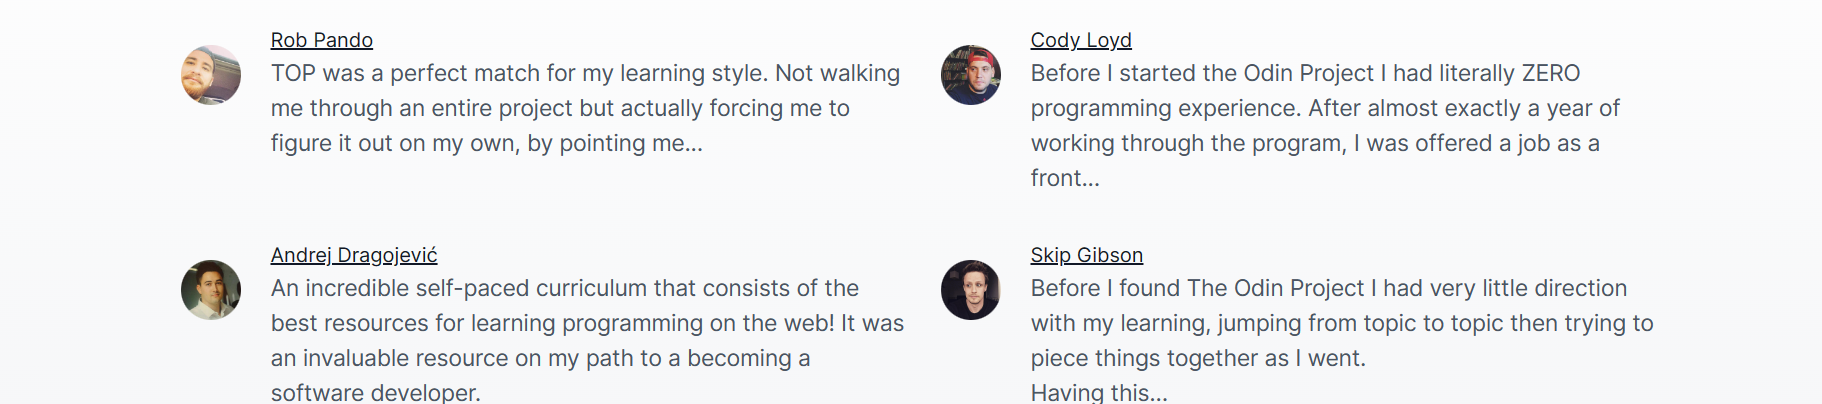 Rob Pando
TOP was a perfect match for my learning style. Not walking
me through an entire project but actually forcing me to
figure it out on my own, by pointing me...
Cody Loyd
Before I started the Odin Project I had literally ZERO
programming experience. After almost exactly a year of
working through the program, I was offered a job as a
front...
Andrej Dragojević
An incredible self-paced curriculum that consists of the
best resources for learning programming on the web! It was
an invaluable resource on my path to a becoming a
software developer.
Skip Gibson
Before I found The Odin Project I had very little direction
with my learning, jumping from topic to topic then trying to
piece things together as I went.
Having this...